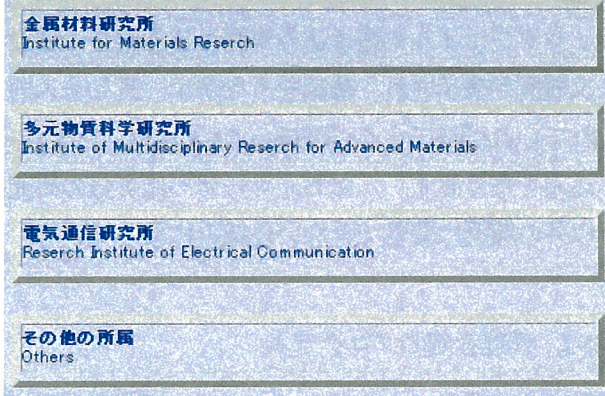 金属材料研究所
Institute for Materials Reserch
多元物質科学研究所
Institute of Multidisciplinary Reserch for Advanced Materials
電気通信研究所
Reserch Institute of Electrical Communication
その他の所属
Others